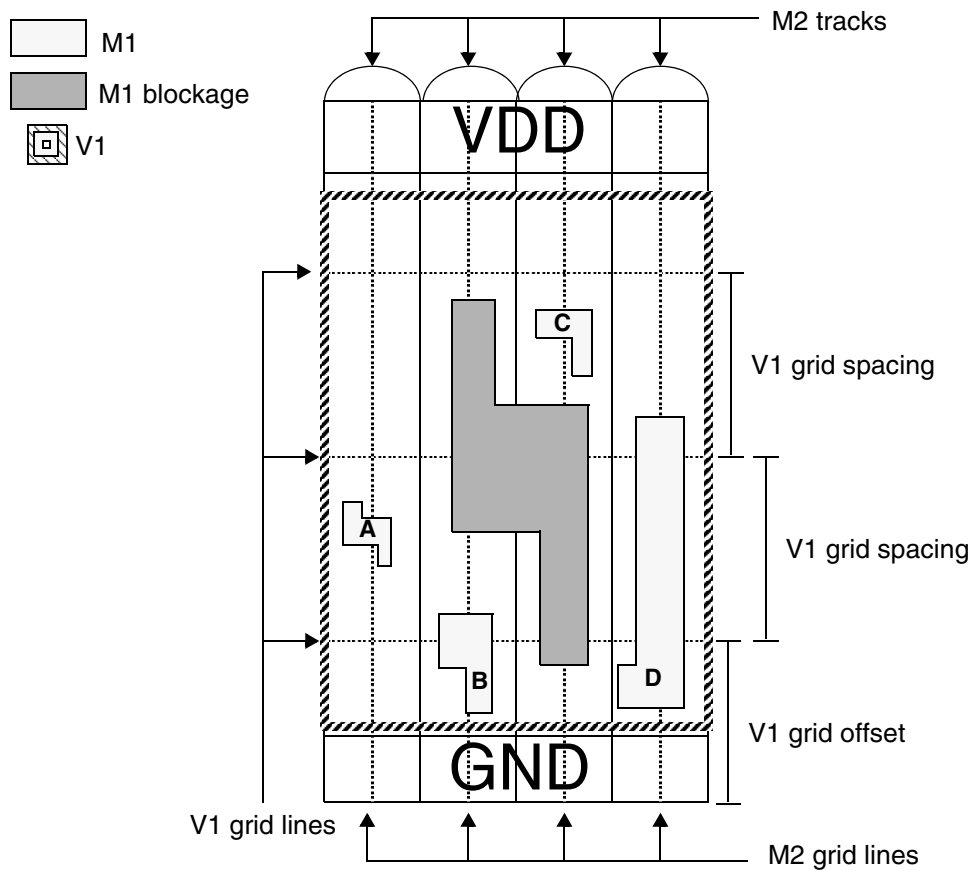 M2 tracks
M1
M1 blockage
V1
VDD
C
V1 grid spacing
A
V1 grid spacing
B
D
V1 grid offset
GND
V1 grid lines
M2 grid lines